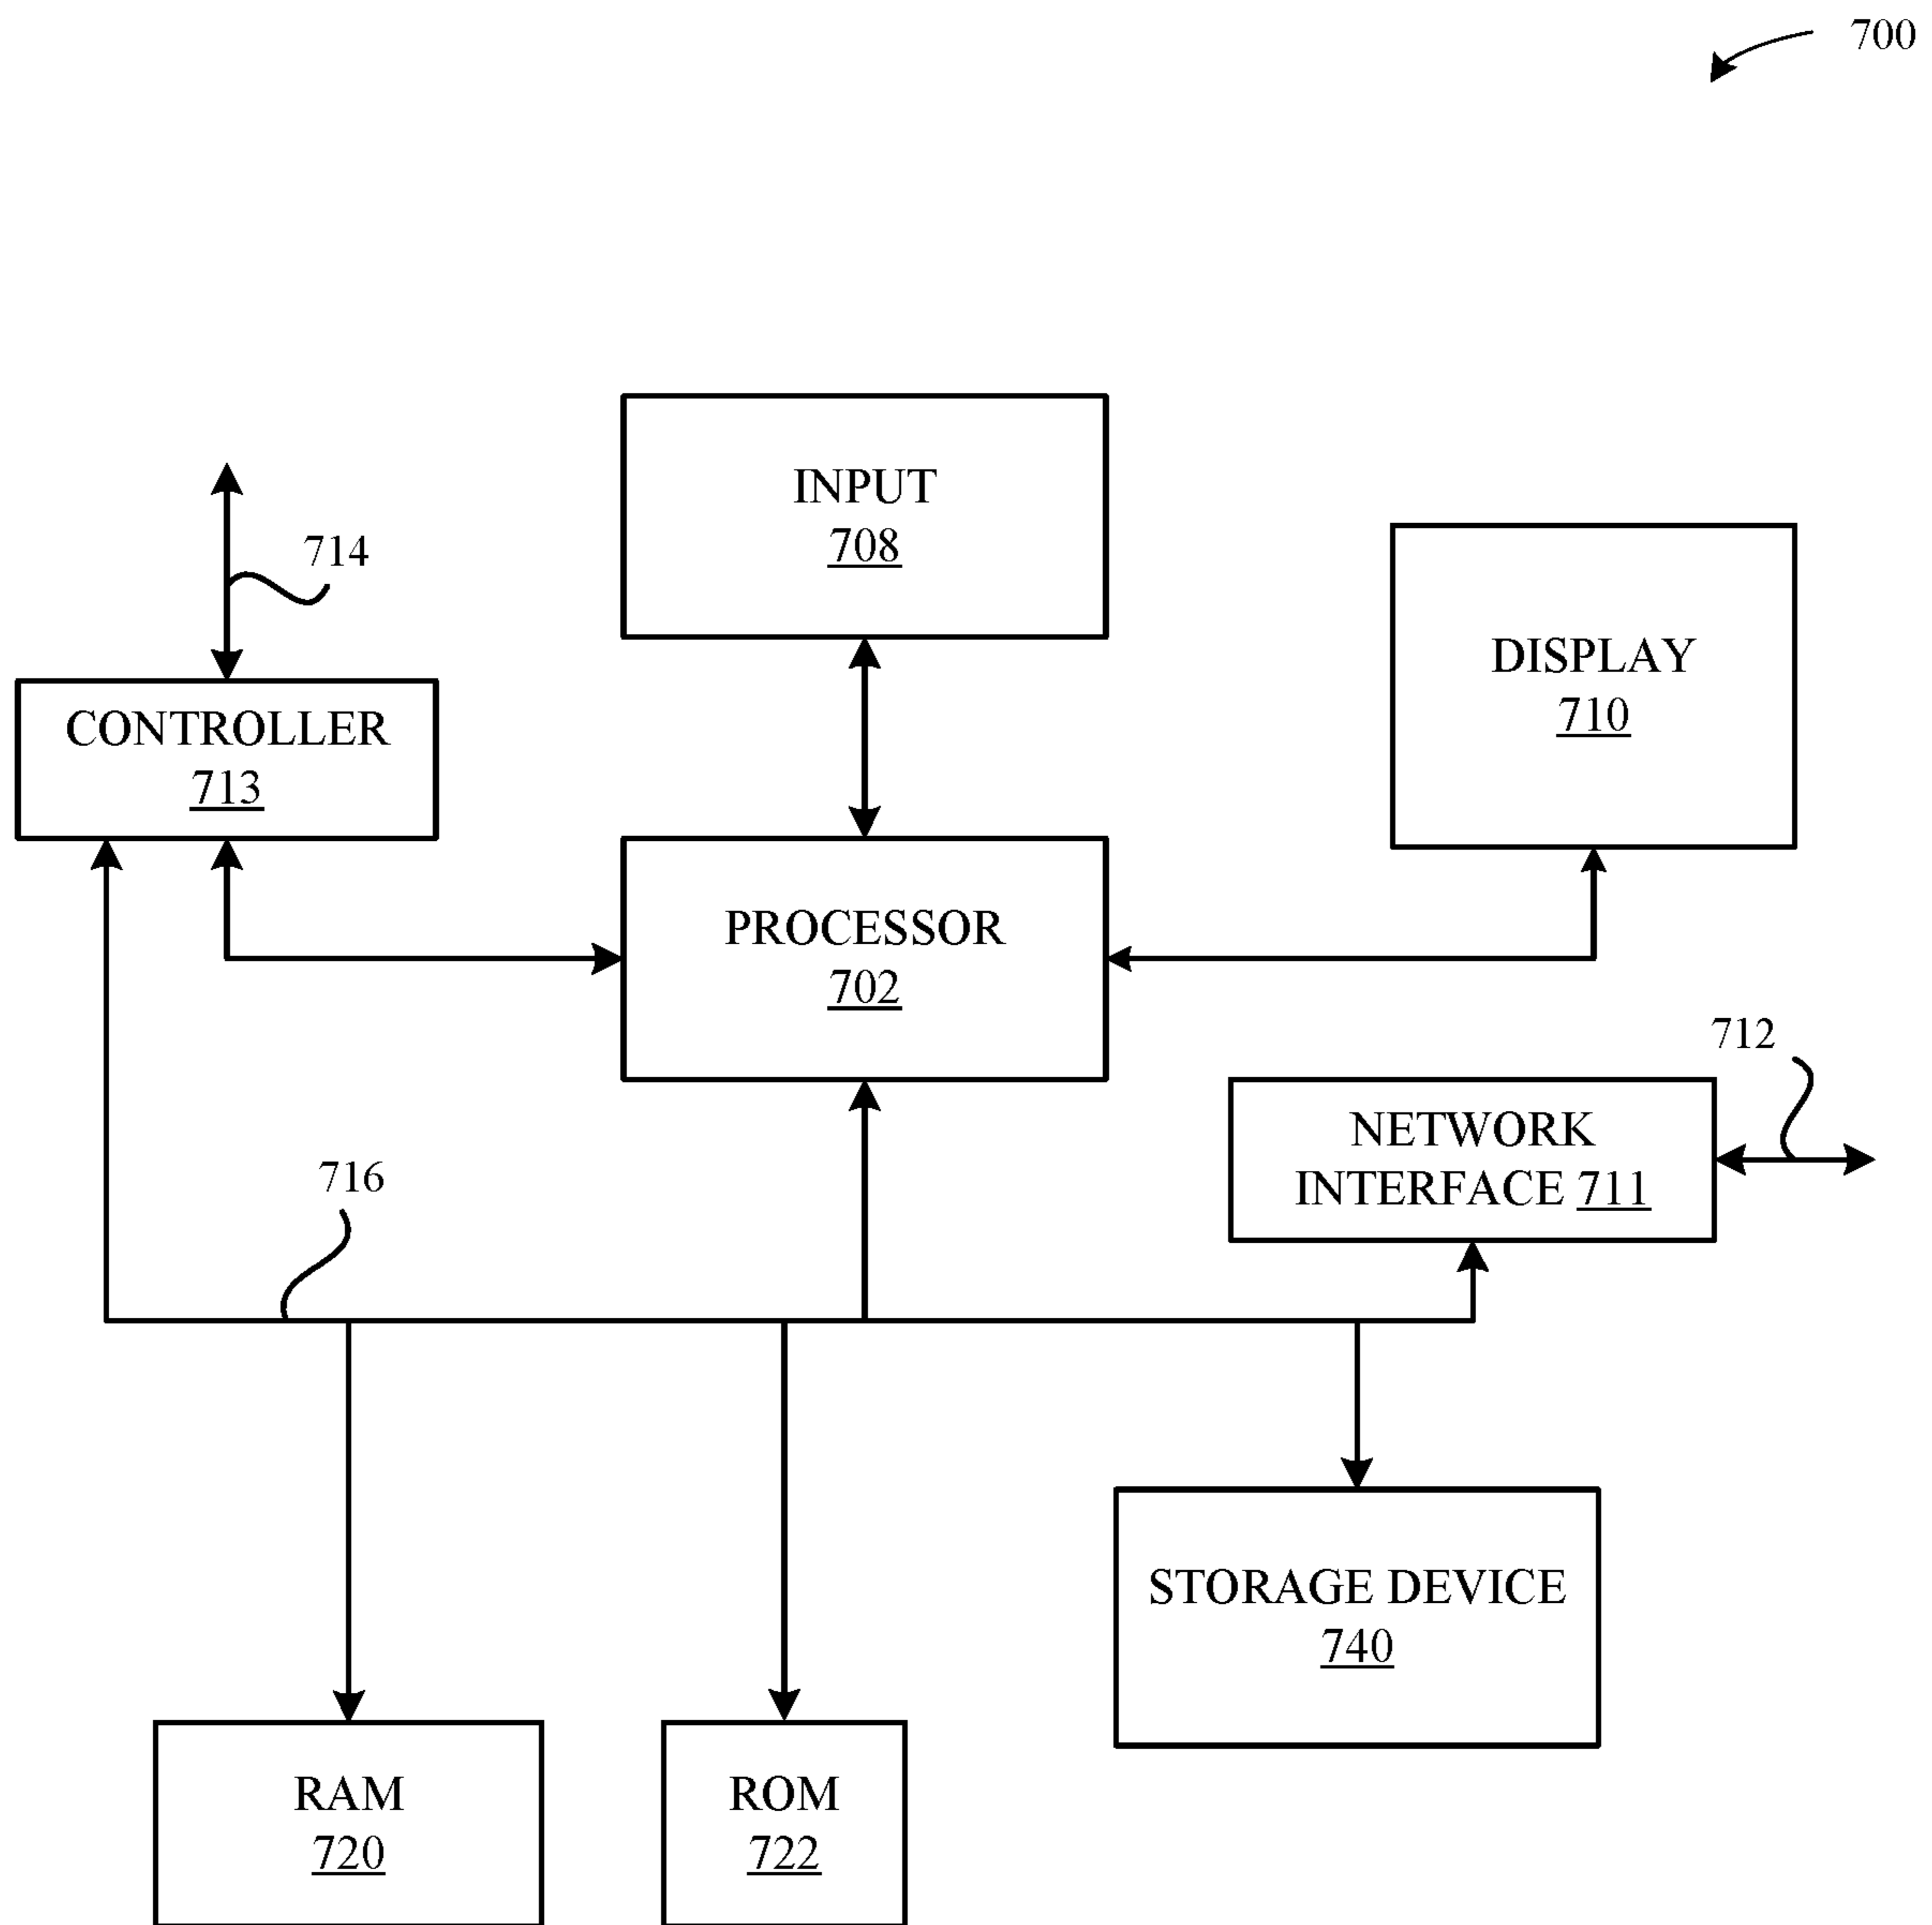 700
INPUT
708
714
DISPLAY
710
CONTROLLER
713
PROCESSOR
702
712
NETWORK
INTERFACE 711
716
STORAGE DEVICE
740
RAM
720
ROM
722